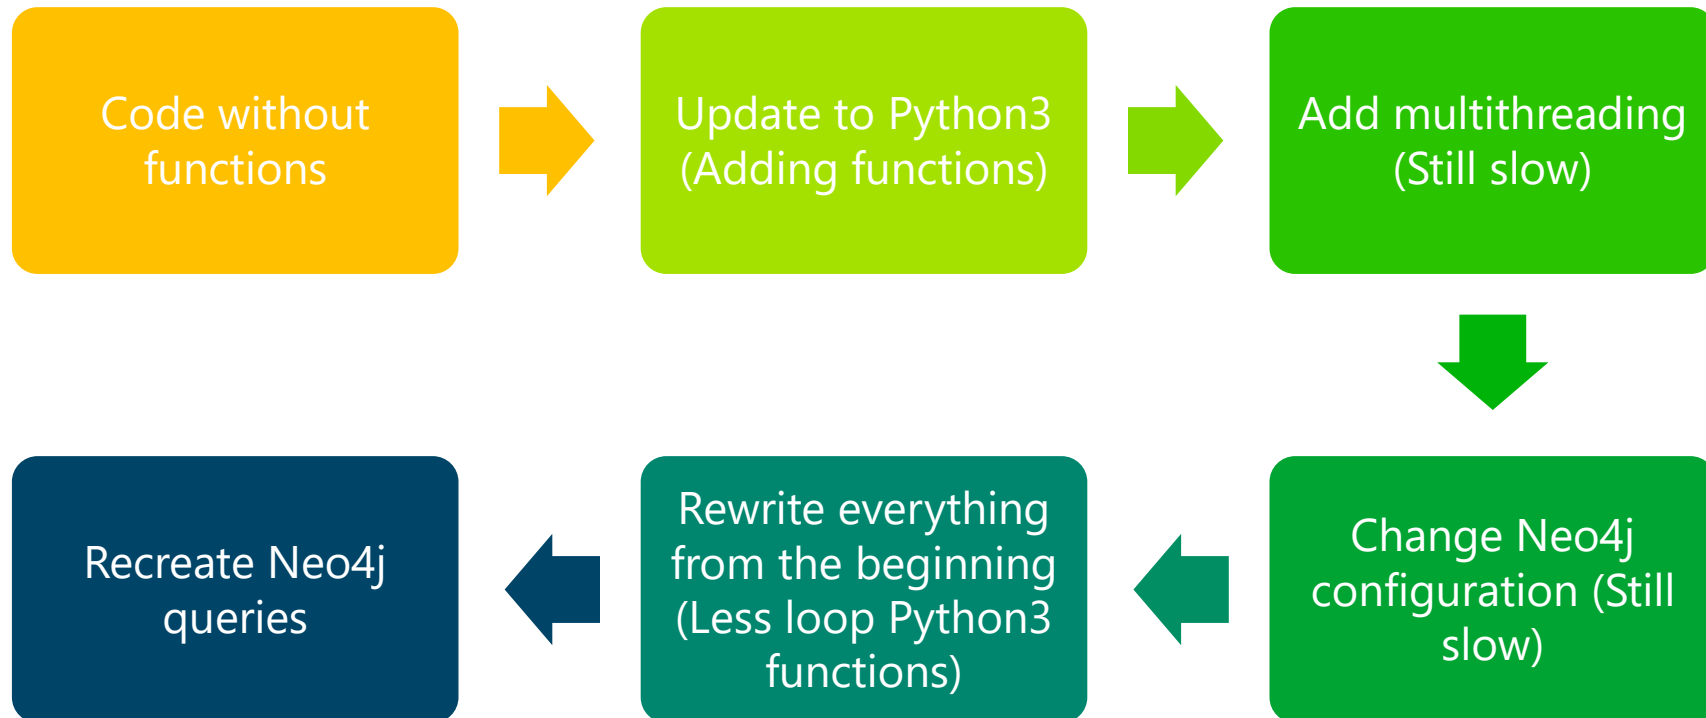 Code without
functions
Update to Python3
(Adding functions)
Add multithreading
(Still slow)
Change Neo4j
configuration (Still
slow)
Rewrite everything
from the beginning
(Less loop Python3
functions)
Recreate Neo4j
queries